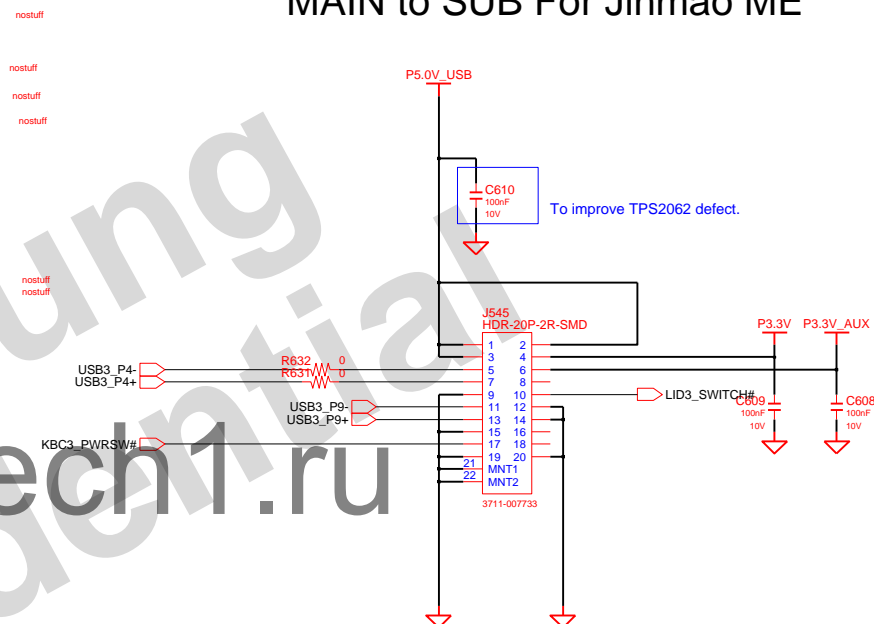 MAIN to SUB For Jinmao ME
nostuff
nostuff
nostuff
nostuff
P5.0V_USB
C610
100nF
10V
To improve TPS2062 defect.
nostuff
nostuff
J545
HDR-20P-2R-SMD
P3.3V P3.3V_AUX
1 2
3 4
R632 0
USB3_P4- 5 6
R631 0
USB3_P4+ 7 8
9 10 LID3_SWITCH#
USB3_P9- 11 12
USB3_P9+ 13 14
15 16
KBC3_PWRSW# 17 18
19 20
21 MNT1
22 MNT2
3711-007733
C609
100nF
10V
C608
100nF
10V
ung
ential
dential
ech1.ru